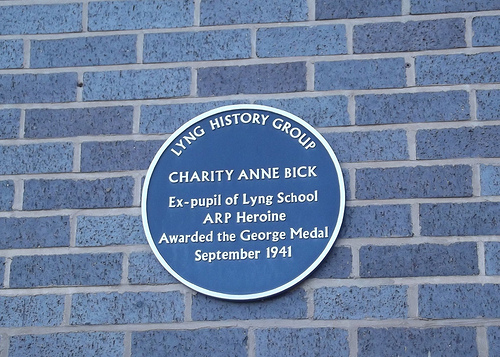 LYNG HISTORY GROUP
CHARITY ANNE BICK
Ex-pupil of Lyng School
ARP Heroine
Awarded the George Medal
September 1941